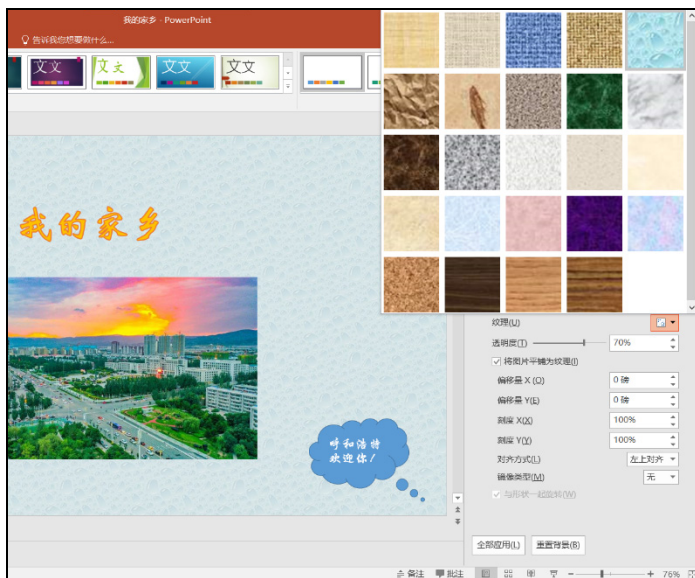 我的家乡 - PowerPoint
告诉我您想要做什么...
文文
文文
文文
文文
我的家乡
呼和浩特
欢迎你！
纹理(U)
透明度(T) 70%
将图片平铺为纹理(I)
偏移量 X (O) 0 磅
偏移量 Y(E) 0 磅
刻度 X(X) 100%
刻度 Y(Y) 100%
对齐方式(L) 左上对齐
镜像类型(M) 无
与形状一起旋转(W)
全部应用(L) 重置背景(B)
备注 批注 76%